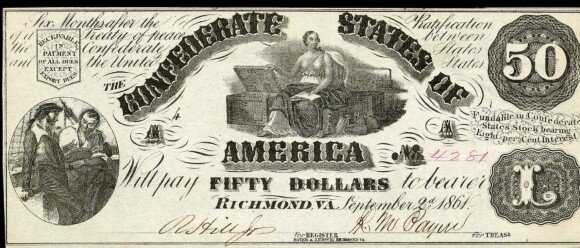 Six Months after the Ratification
of a Treaty of peace between
the Confederate States
and the United States
RECEIVABLE
IN
PAYMENT
OF ALL DUES
EXCEPT
EXPORT DUES
THE CONFEDERATE STATES OF
AMERICA
50
Fundable in Confederate
States Stock bearing
Eight per Cent Interest
A
A
4
No. 4281
Will pay FIFTY DOLLARS to bearer
L
RICHMOND, VA. September 2d 1861.
for REGISTER
for TREASR